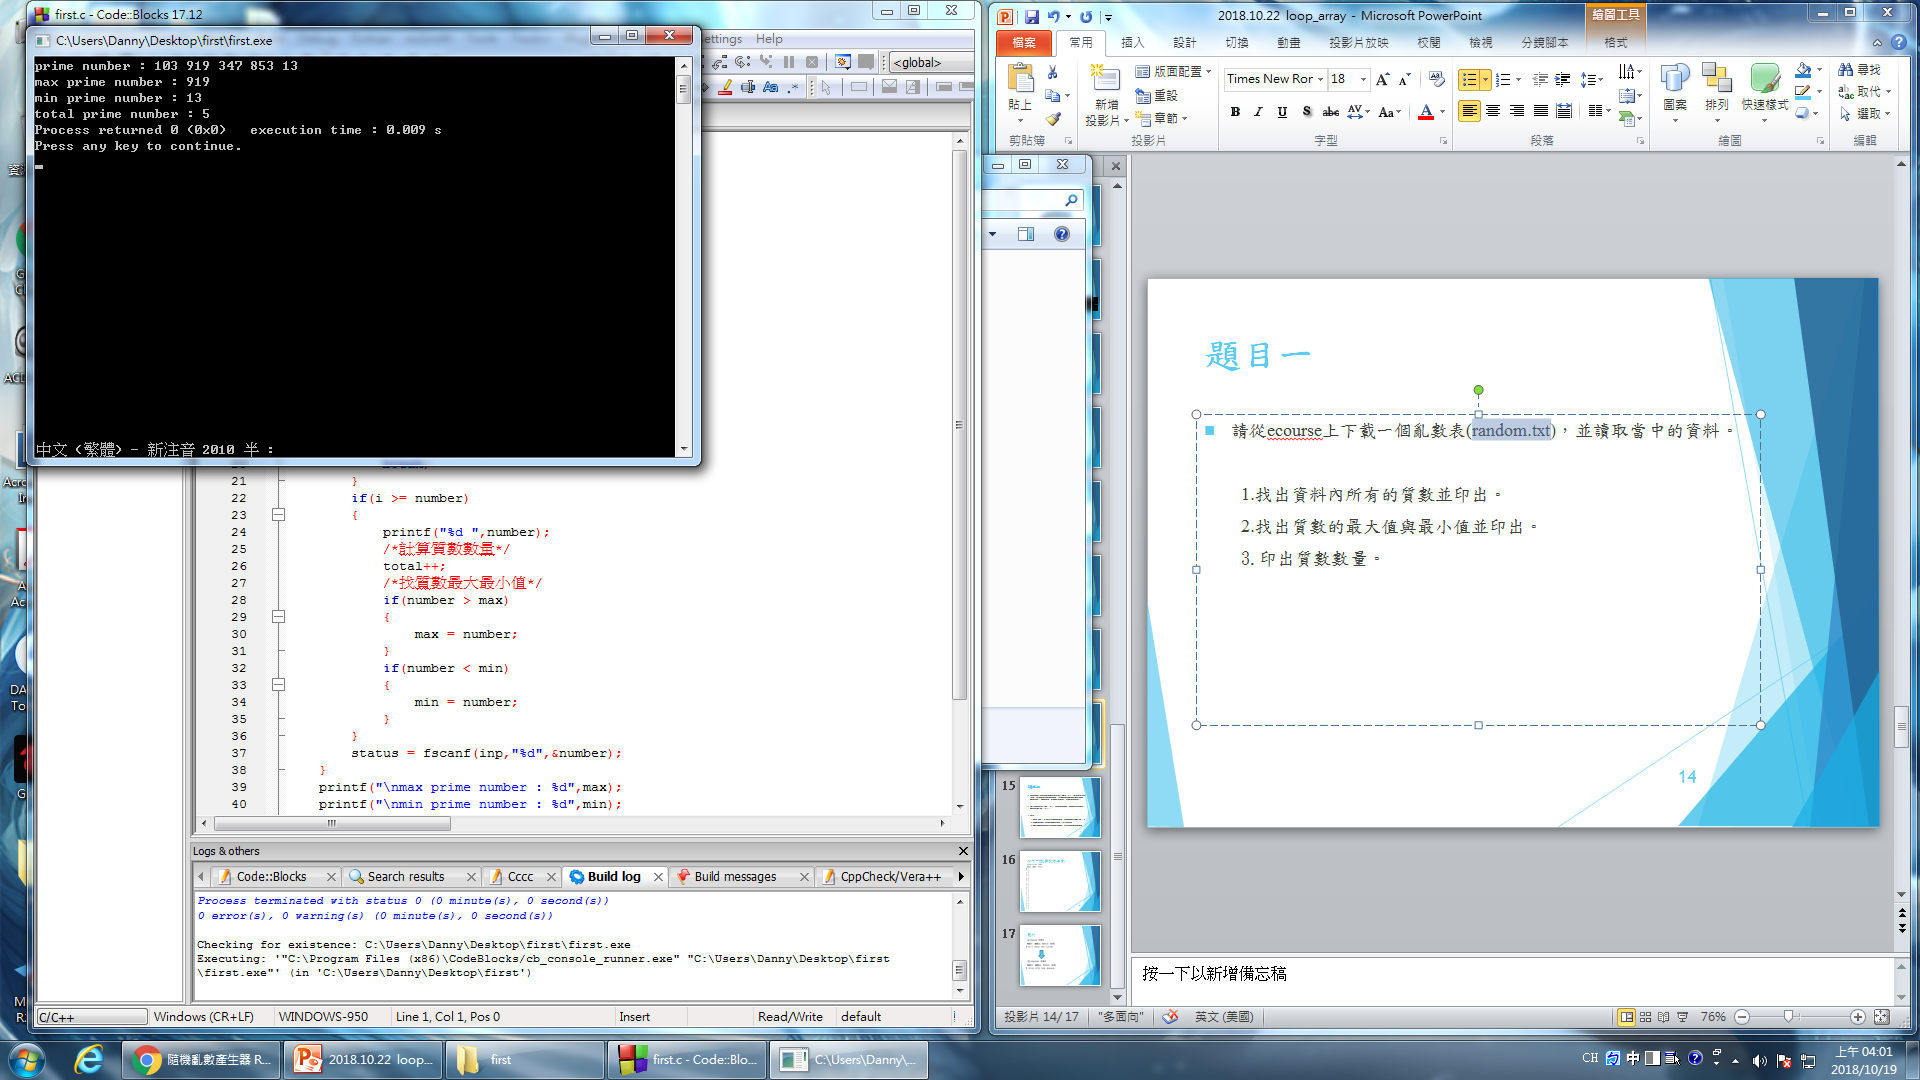 first.c - Code::Blocks 17.12
C:\Users\Danny\Desktop\first\first.exe
prime number : 103 919 347 853 13
max prime number : 919
min prime number : 13
total prime number : 5
Process returned 0 (0x0)   execution time : 0.009 s
Press any key to continue.
中文 (繁體) - 新注音 2010 半 :
ettings Help
<global>
21 }
22 if(i >= number)
23 {
24 printf("%d ",number);
25 /*計算質數數量*/
26 total++;
27 /*找質數最大最小值*/
28 if(number > max)
29 {
30 max = number;
31 }
32 if(number < min)
33 {
34 min = number;
35 }
36 }
37 status = fscanf(inp,"%d",&number);
38 }
39 printf("\nmax prime number : %d",max);
40 printf("\nmin prime number : %d",min);
Logs & others
Code::Blocks Search results Cccc Build log Build messages CppCheck/Vera++
Process terminated with status 0 (0 minute(s), 0 second(s))
0 error(s), 0 warning(s) (0 minute(s), 0 second(s))
Checking for existence: C:\Users\Danny\Desktop\first\first.exe
Executing: '"C:\Program Files (x86)\CodeBlocks/cb_console_runner.exe" "C:\Users\Danny\Desktop\first
\first.exe"' (in 'C:\Users\Danny\Desktop\first')
C/C++ Windows (CR+LF) WINDOWS-950 Line 1, Col 1, Pos 0 Insert Read/Write default
2018.10.22 loop_array - Microsoft PowerPoint
繪圖工具
檔案 常用 插入 設計 切換 動畫 投影片放映 校閱 檢視 分鏡腳本 格式
貼上
新增
投影片
版面配置
重設
章節
Times New Ror 18
圖案 排列 快速樣式
尋找
取代
選取
剪貼簿 投影片 字型 段落 繪圖 編輯
題目一
請從ecourse上下載一個亂數表(random.txt)，並讀取當中的資料。
1.找出資料內所有的質數並印出。
2.找出質數的最大值與最小值並印出。
3. 印出質數數量。
14
15
16
17
按一下以新增備忘稿
投影片 14/ 17 "多面向" 英文 (美國) 76%
隨機亂數產生器 R...
2018.10.22 loop...
first
first.c - Code::Blo...
C:\Users\Danny\...
CH 中
上午 04:01
2018/10/19